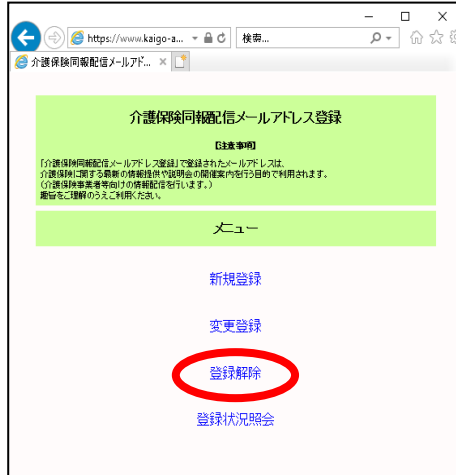 https://www.kaigo-a...
検索...
介護保険同報配信メールアド...
介護保険同報配信メールアドレス登録
【注意事項】
「介護保険同報配信メールアドレス登録」で登録されたメールアドレスは、
介護保険に関する最新の情報提供や説明会の開催案内を行う目的で利用されます。
(介護保険事業者等向けの情報配信を行います。)
趣旨をご理解のうえご利用ください。
メニュー
新規登録
変更登録
登録解除
登録状況照会